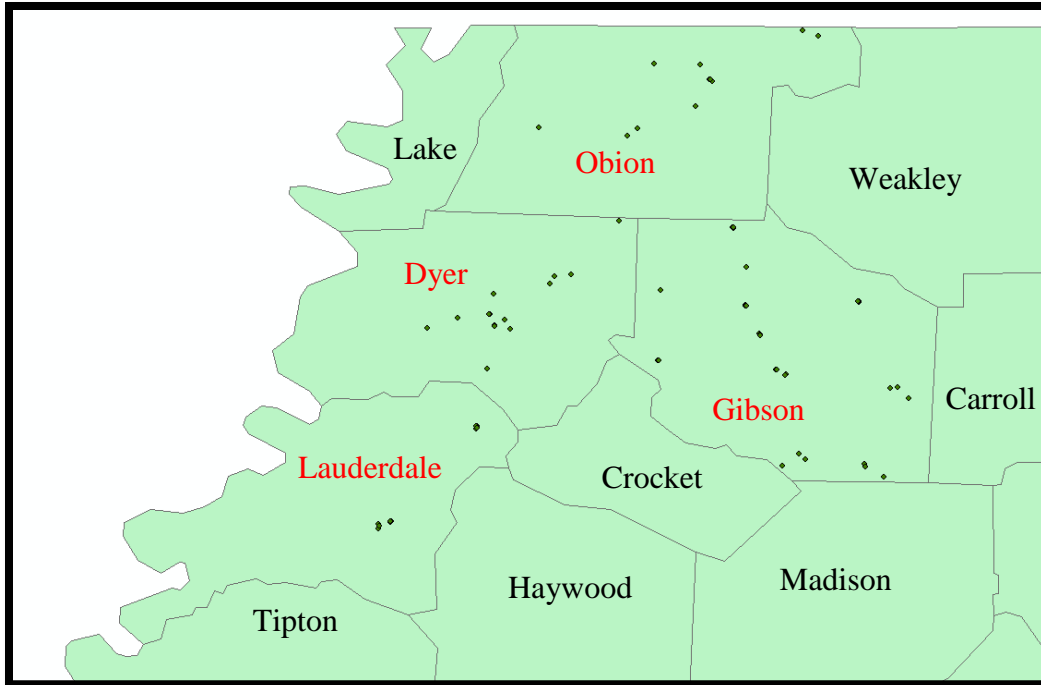 Lake
Obion
Weakley
Dyer
Gibson
Carroll
Lauderdale
Crocket
Haywood
Madison
Tipton